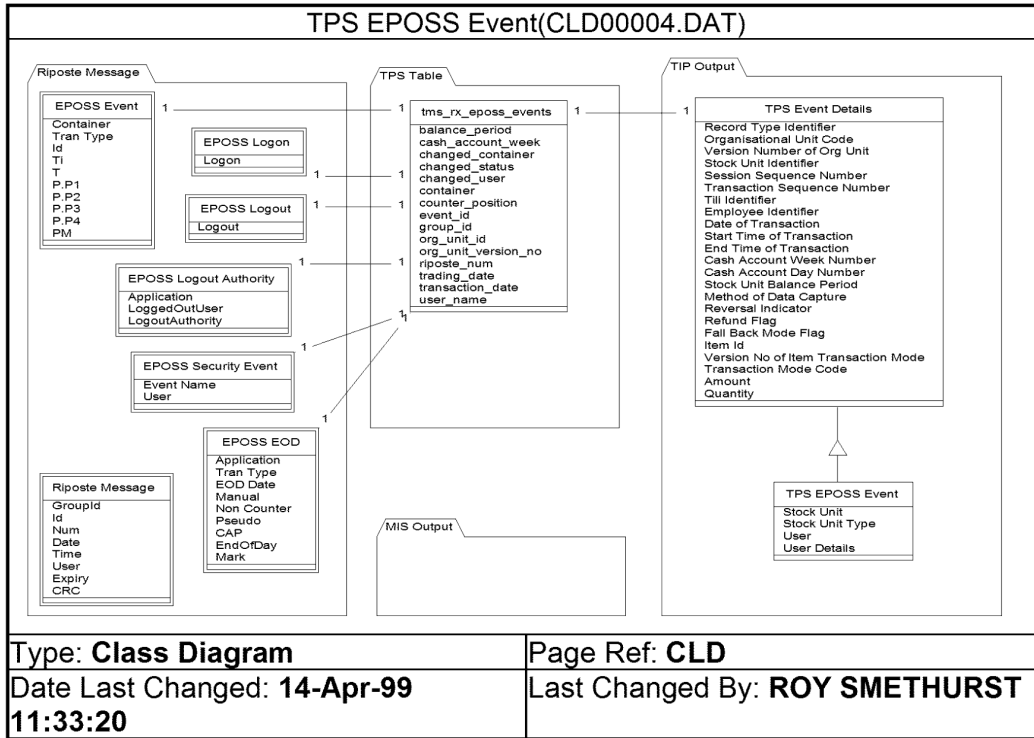 TPS EPOSS Event(CLD00004.DAT)
Riposte Message
EPOSS Event
Container
Tran Type
Id
Ti
T
P.P1
P.P2
P.P3
P.P4
PM
1
1
EPOSS Logon
Logon
1
1
EPOSS Logout
Logout
1
1
EPOSS Logout Authority
Application
LoggedOutUser
LogoutAuthority
1
1
EPOSS Security Event
Event Name
User
1
1
EPOSS EOD
Application
Tran Type
EOD Date
Manual
Non Counter
Pseudo
CAP
EndOfDay
Mark
1
1
Riposte Message
GroupId
Id
Num
Date
Time
User
Expiry
CRC
TPS Table
tms_rx_eposs_events
balance_period
cash_account_week
changed_container
changed_status
changed_user
container
counter_position
event_id
group_id
org_unit_id
org_unit_version_no
riposte_num
trading_date
transaction_date
user_name
1
1
MIS Output
TIP Output
TPS Event Details
Record Type Identifier
Organisational Unit Code
Version Number of Org Unit
Stock Unit Identifier
Session Sequence Number
Transaction Sequence Number
Till Identifier
Employee Identifier
Date of Transaction
Start Time of Transaction
End Time of Transaction
Cash Account Week Number
Cash Account Day Number
Stock Unit Balance Period
Method of Data Capture
Reversal Indicator
Refund Flag
Fall Back Mode Flag
Item Id
Version No of Item Transaction Mode
Transaction Mode Code
Amount
Quantity
TPS EPOSS Event
Stock Unit
Stock Unit Type
User
User Details
Type: Class Diagram
Page Ref: CLD
Date Last Changed: 14-Apr-99
11:33:20
Last Changed By: ROY SMETHURST